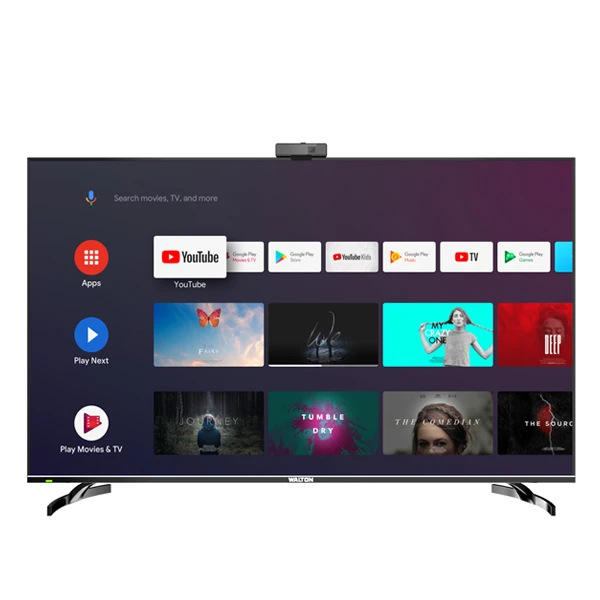 Search movies, TV, and more
Apps
YouTube
Google Play
Movies & TV
Google Play
Store
YouTube Kids
Google Play
Music
TV
Google Play
Games
YouTube
Play Next
FAIRY
We
MY
CRAZY
ONE
DEEP
Play Movies & TV
JOURNEY
TUMBLE
DRY
THE COMEDIAN
THE SOURC
WALTON